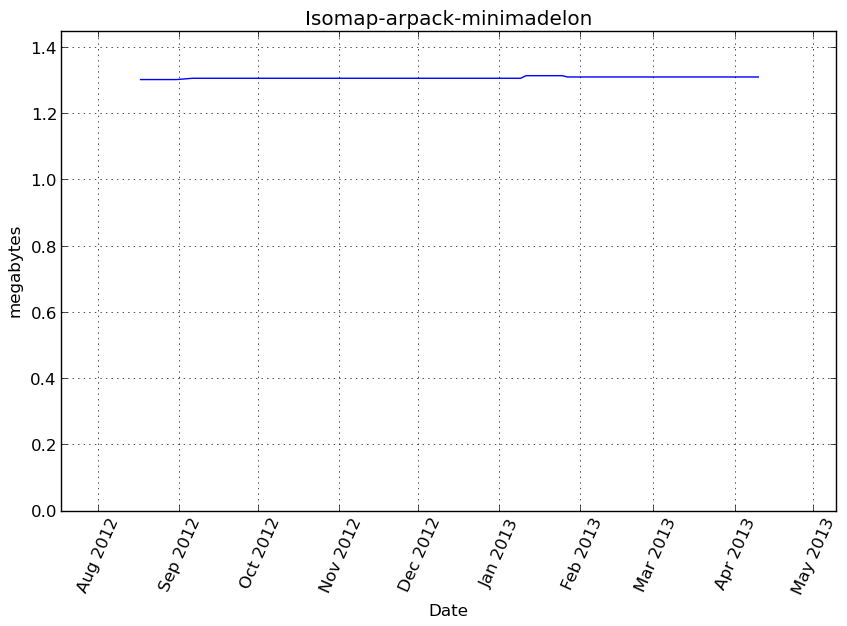 Isomap-arpack-minimadelon
1.4
1.2
1.0
0.8
0.6
0.4
0.2
0.0
megabytes
Aug 2012
Sep 2012
Oct 2012
Nov 2012
Dec 2012
Jan 2013
Feb 2013
Mar 2013
Apr 2013
May 2013
Date